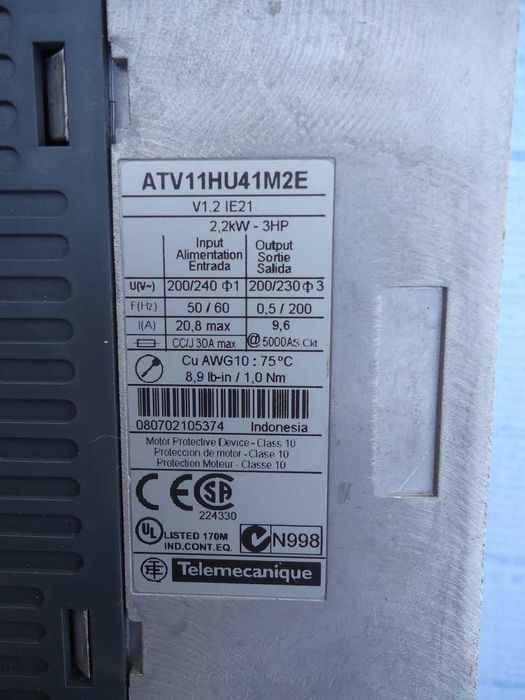 ATV11HU41M2E
V1.2 IE21
2,2kW - 3HP
Input Output
Alimentation Sortie
Entrada Salida
U(V~) 200/240 Φ1 200/230 Φ3
F(Hz) 50 / 60 0,5 / 200
I(A) 20,8 max 9,6
CC/J 30A max @ 5000AS Ckt
Cu AWG10 : 75°C
8,9 lb-in / 1,0 Nm
080702105374 Indonesia
Motor Protective Device - Class 10
Proteccion de motor - Clase 10
Protection Moteur - Classe 10
CE SA
224330
UL LISTED 170M
IND.CONT.EQ.
N998
TE Telemecanique